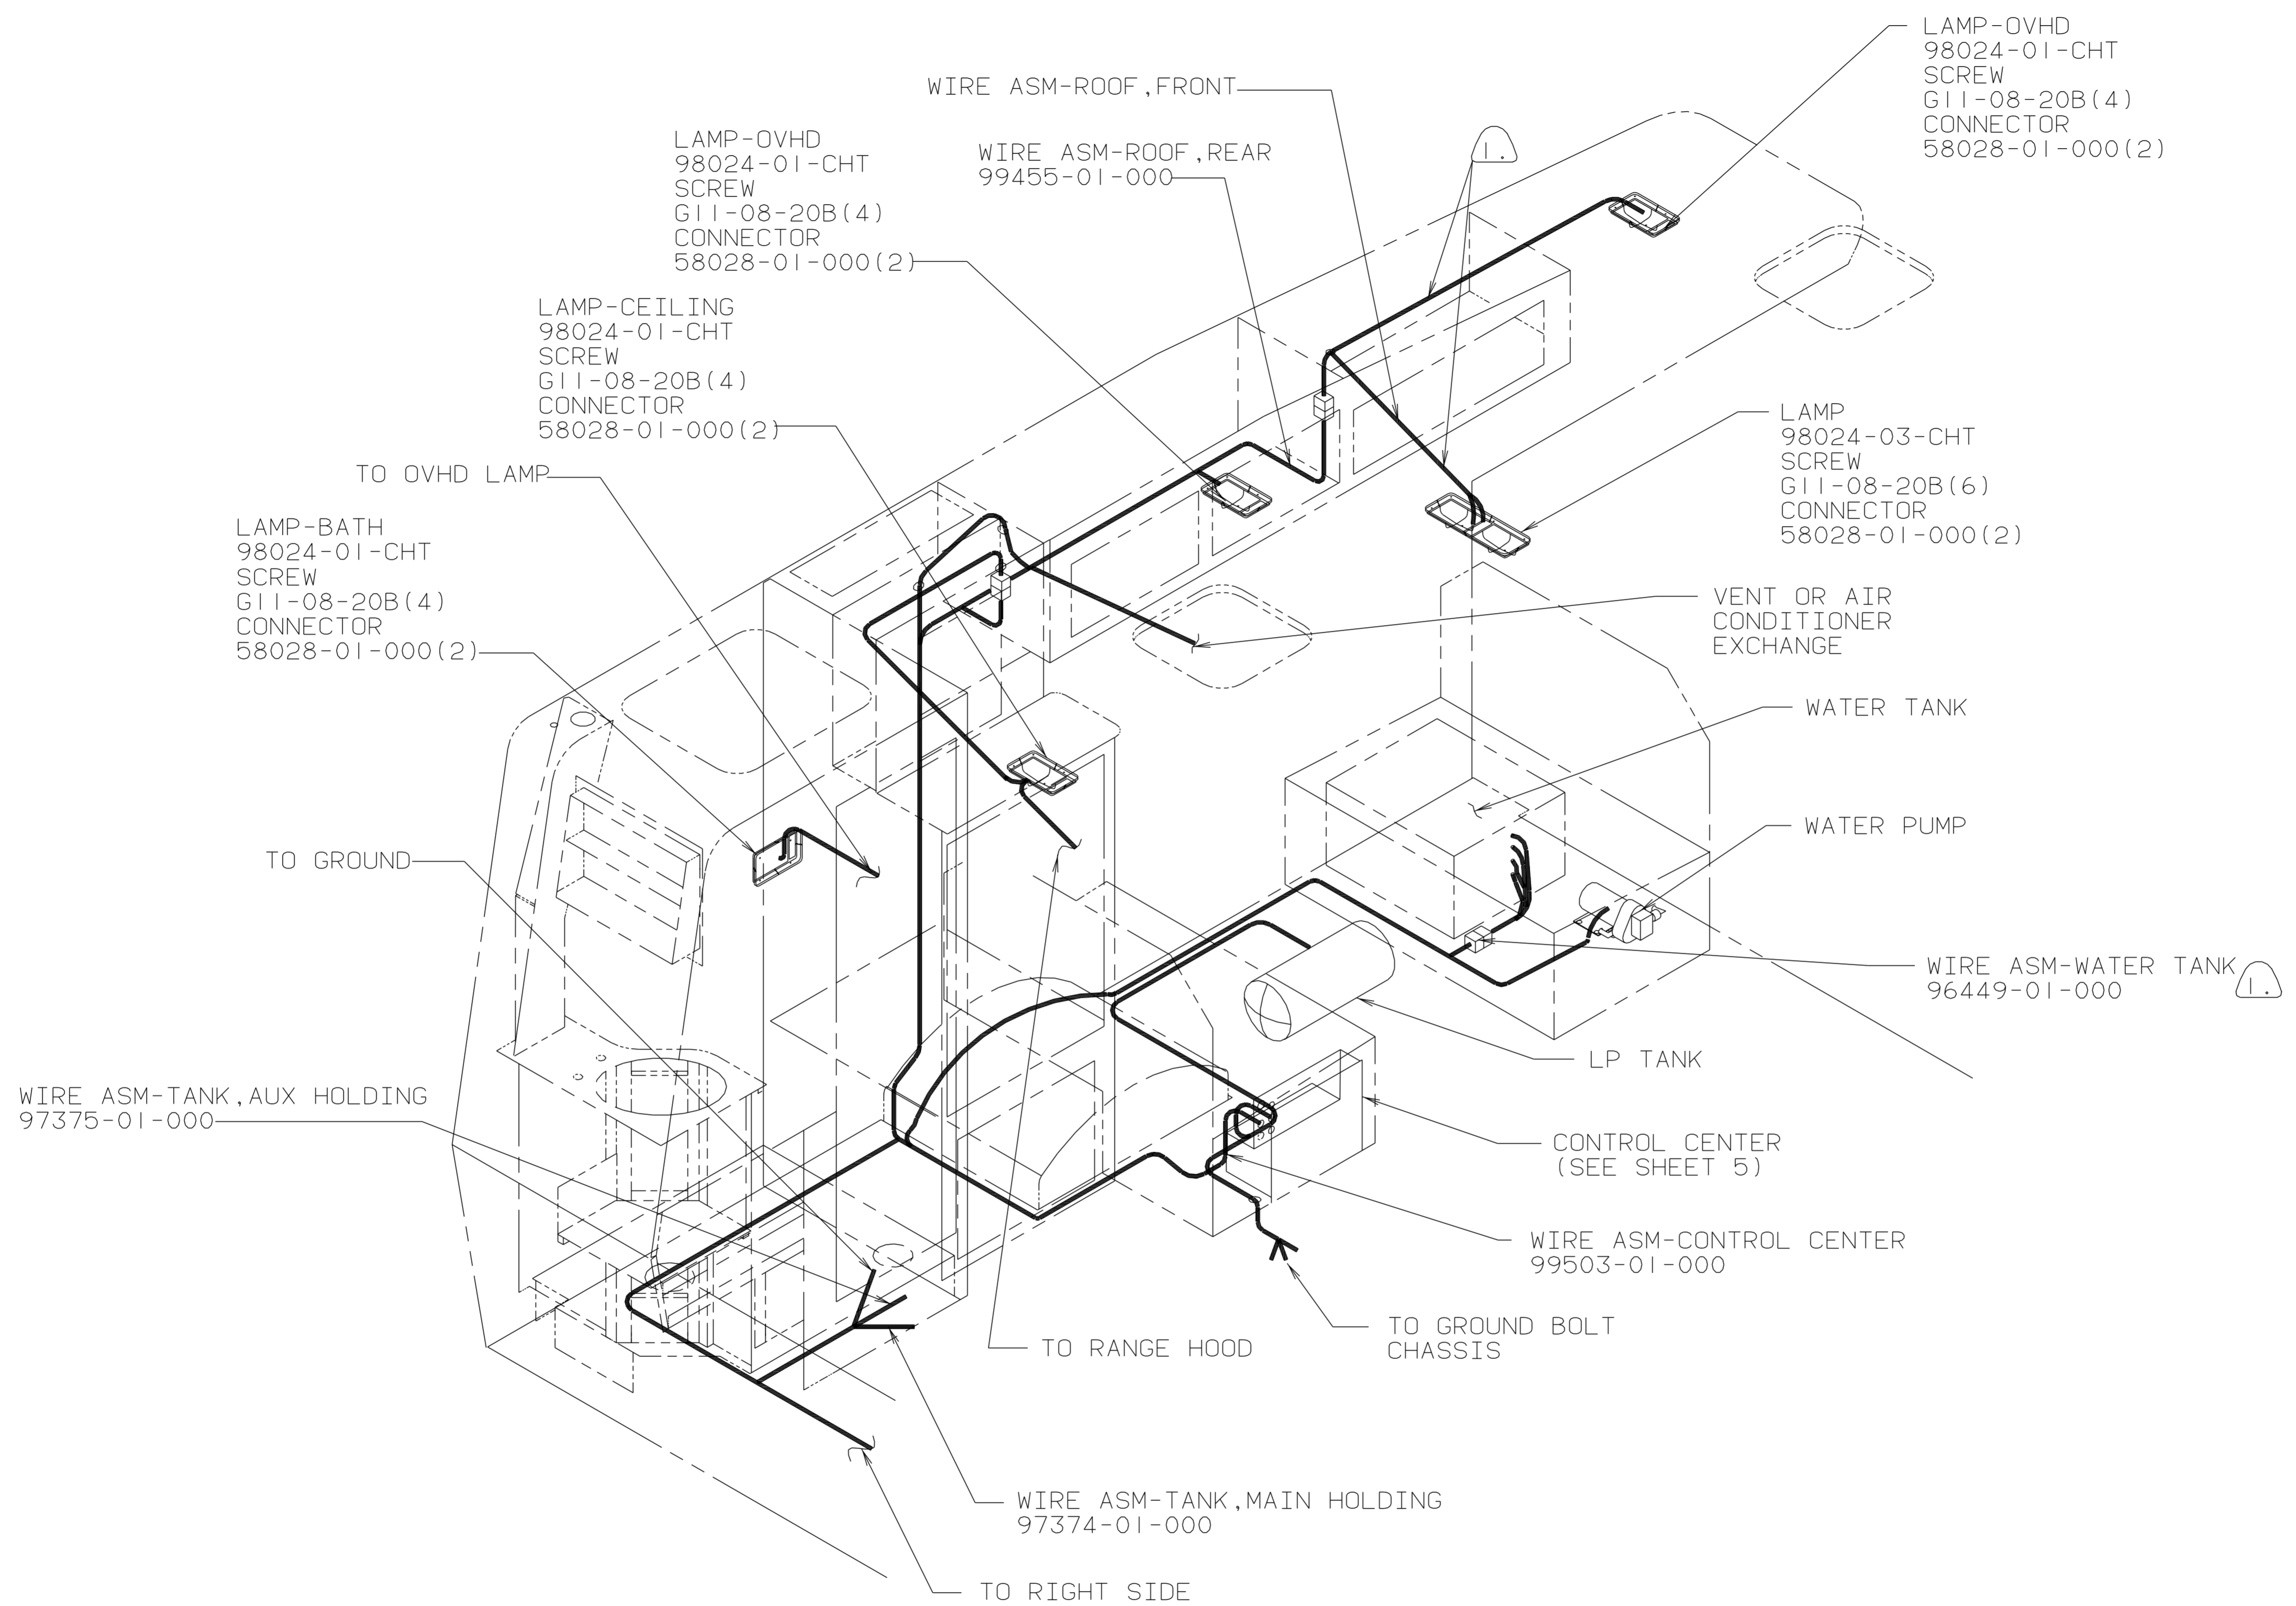 LAMP-OVHD
98024-01-CHT
SCREW
G11-08-20B(4)
CONNECTOR
58028-01-000(2)
WIRE ASM-ROOF,FRONT
LAMP-OVHD
98024-01-CHT
SCREW
G11-08-20B(4)
CONNECTOR
58028-01-000(2)
WIRE ASM-ROOF,REAR
99455-01-000
1.
LAMP-CEILING
98024-01-CHT
SCREW
G11-08-20B(4)
CONNECTOR
58028-01-000(2)
LAMP
98024-03-CHT
SCREW
G11-08-20B(6)
CONNECTOR
58028-01-000(2)
TO OVHD LAMP
LAMP-BATH
98024-01-CHT
SCREW
G11-08-20B(4)
CONNECTOR
58028-01-000(2)
VENT OR AIR
CONDITIONER
EXCHANGE
WATER TANK
WATER PUMP
TO GROUND
WIRE ASM-WATER TANK
96449-01-000
1.
LP TANK
WIRE ASM-TANK,AUX HOLDING
97375-01-000
CONTROL CENTER
(SEE SHEET 5)
WIRE ASM-CONTROL CENTER
99503-01-000
TO GROUND BOLT
CHASSIS
TO RANGE HOOD
WIRE ASM-TANK,MAIN HOLDING
97374-01-000
TO RIGHT SIDE